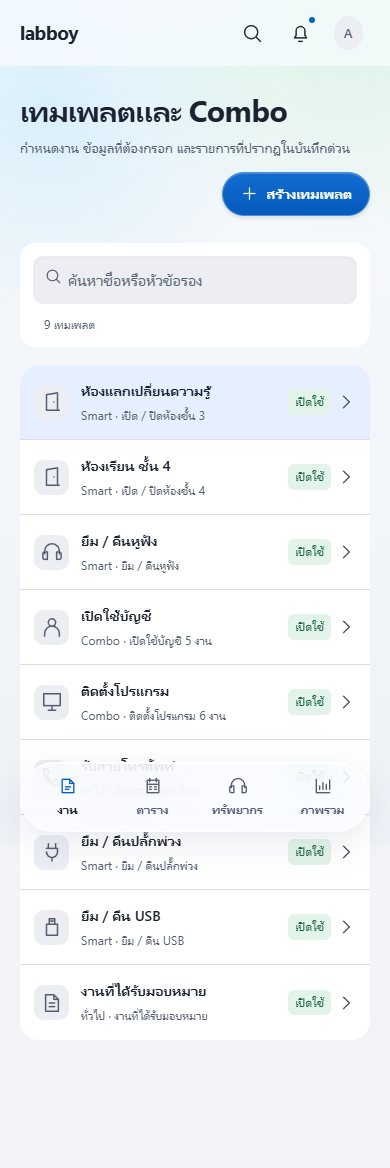 labboy
A
เทมเพลตและ Combo
กำหนดงาน ข้อมูลที่ต้องกรอก และรายการที่ปรากฏในบันทึกด่วน
สร้างเทมเพลต
ค้นหาชื่อหรือหัวข้อรอง
9 เทมเพลต
ห้องแลกเปลี่ยนความรู้
Smart · เปิด / ปิดห้องชั้น 3
เปิดใช้
ห้องเรียน ชั้น 4
Smart · เปิด / ปิดห้องชั้น 4
เปิดใช้
ยืม / คืนหูฟัง
Smart · ยืม / คืนหูฟัง
เปิดใช้
เปิดใช้บัญชี
Combo · เปิดใช้บัญชี 5 งาน
เปิดใช้
ติดตั้งโปรแกรม
Combo · ติดตั้งโปรแกรม 6 งาน
เปิดใช้
รับสายโทรศัพท์
เปิดใช้
งาน
ตาราง
ทรัพยากร
ภาพรวม
ยืม / คืนปลั๊กพ่วง
Smart · ยืม / คืนปลั๊กพ่วง
เปิดใช้
ยืม / คืน USB
Smart · ยืม / คืน USB
เปิดใช้
งานที่ได้รับมอบหมาย
ทั่วไป · งานที่ได้รับมอบหมาย
เปิดใช้